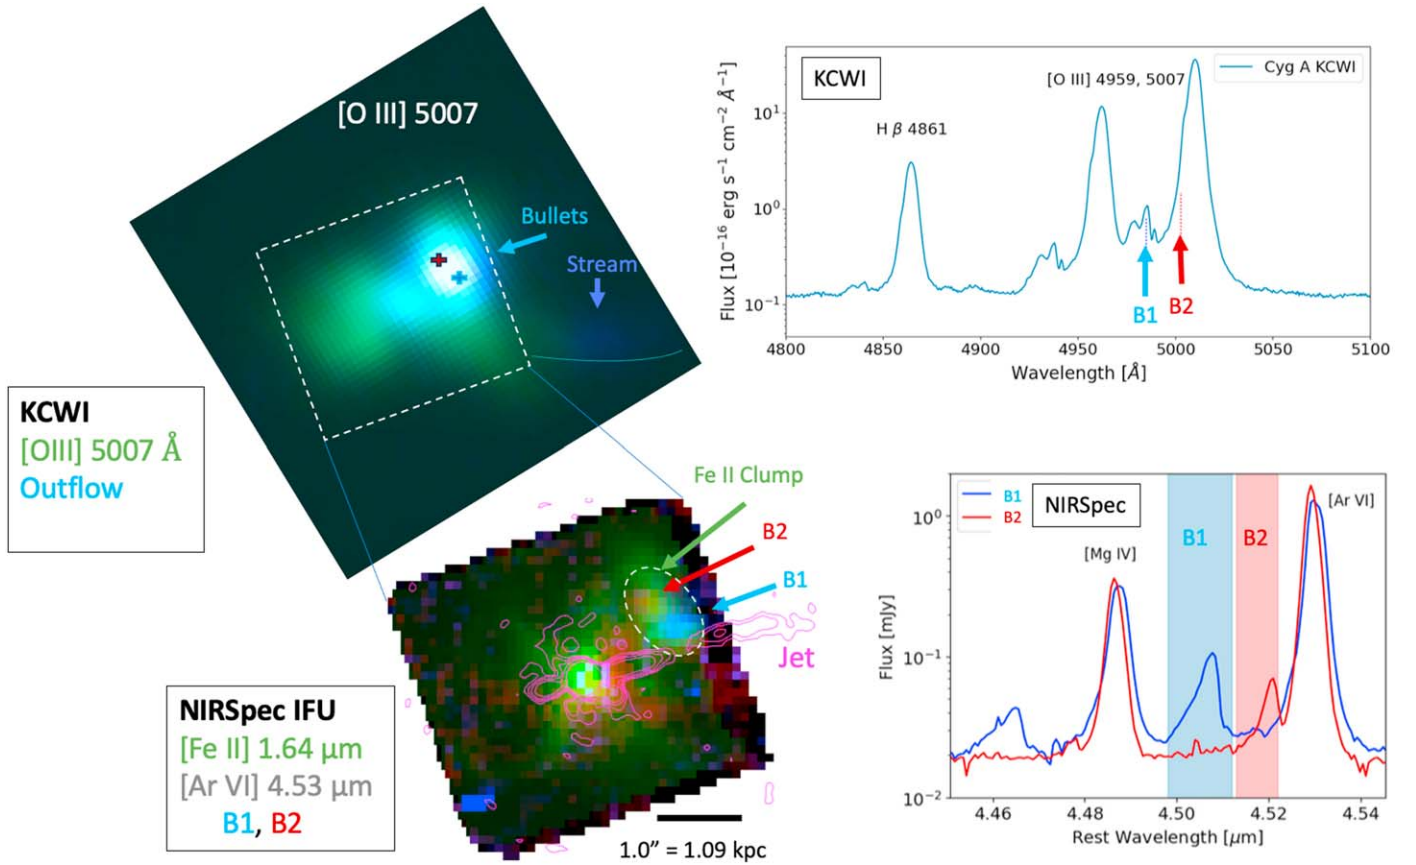 [O III] 5007
Bullets
Stream
KCWI
[OIII] 5007 Å
Outflow
Fe II Clump
B2
B1
Jet
NIRSpec IFU
[Fe II] 1.64 µm
[Ar VI] 4.53 µm
B1, B2
1.0” = 1.09 kpc
KCWI
Cyg A KCWI
[O III] 4959, 5007
H β 4861
B1
B2
10¹
10⁰
10⁻¹
Flux [10⁻¹⁶ erg s⁻¹ cm⁻² Å⁻¹]
4800 4850 4900 4950 5000 5050 5100
Wavelength [Å]
B1
B2
NIRSpec
[Mg IV]
B1
B2
[Ar VI]
10⁰
10⁻¹
10⁻²
Flux [mJy]
4.46 4.48 4.50 4.52 4.54
Rest Wavelength [µm]